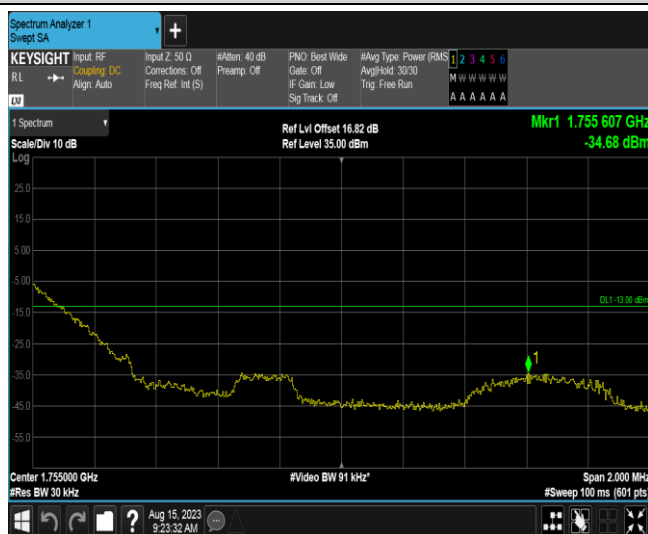 Spectrum Analyzer 1
Swept SA
+
KEYSIGHT Input: RF Input Z: 50 Ω #Atten: 40 dB PNO: Best Wide #Avg Type: Power (RMS 1 2 3 4 5 6
RL Coupling: DC Corrections: Off Preamp: Off Gate: Off Avg|Hold: 30/30 M W W W W W
Align: Auto Freq Ref: Int (S) IF Gain: Low Trig: Free Run
LXI Sig Track: Off A A A A A A
1 Spectrum Ref Lvl Offset 16.82 dB Mkr1 1.755 607 GHz
Scale/Div 10 dB Ref Level 35.00 dBm -34.68 dBm
Log
25.0
15.0
5.00
-5.00
DL1 -13.00 dBm
-15.0
-25.0
1
-35.0
-45.0
-55.0
Center 1.755000 GHz #Video BW 91 kHz* Span 2.000 MHz
#Res BW 30 kHz #Sweep 100 ms (601 pts)
? Aug 15, 2023
9:23:32 AM